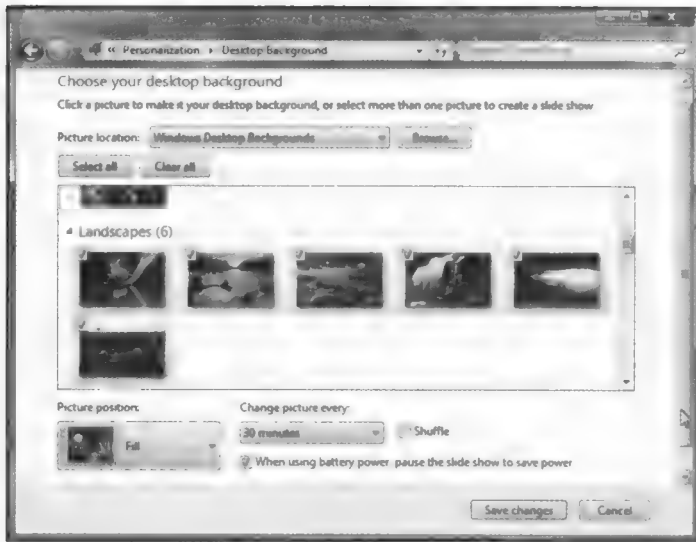 « Personalization ▸ Desktop Background
Choose your desktop background
Click a picture to make it your desktop background, or select more than one picture to create a slide show
Picture location: Windows Desktop Backgrounds Browse...
Select all Clear all
Landscapes (6)
Picture position: Change picture every:
Fill 30 minutes Shuffle
When using battery power, pause the slide show to save power
Save changes Cancel